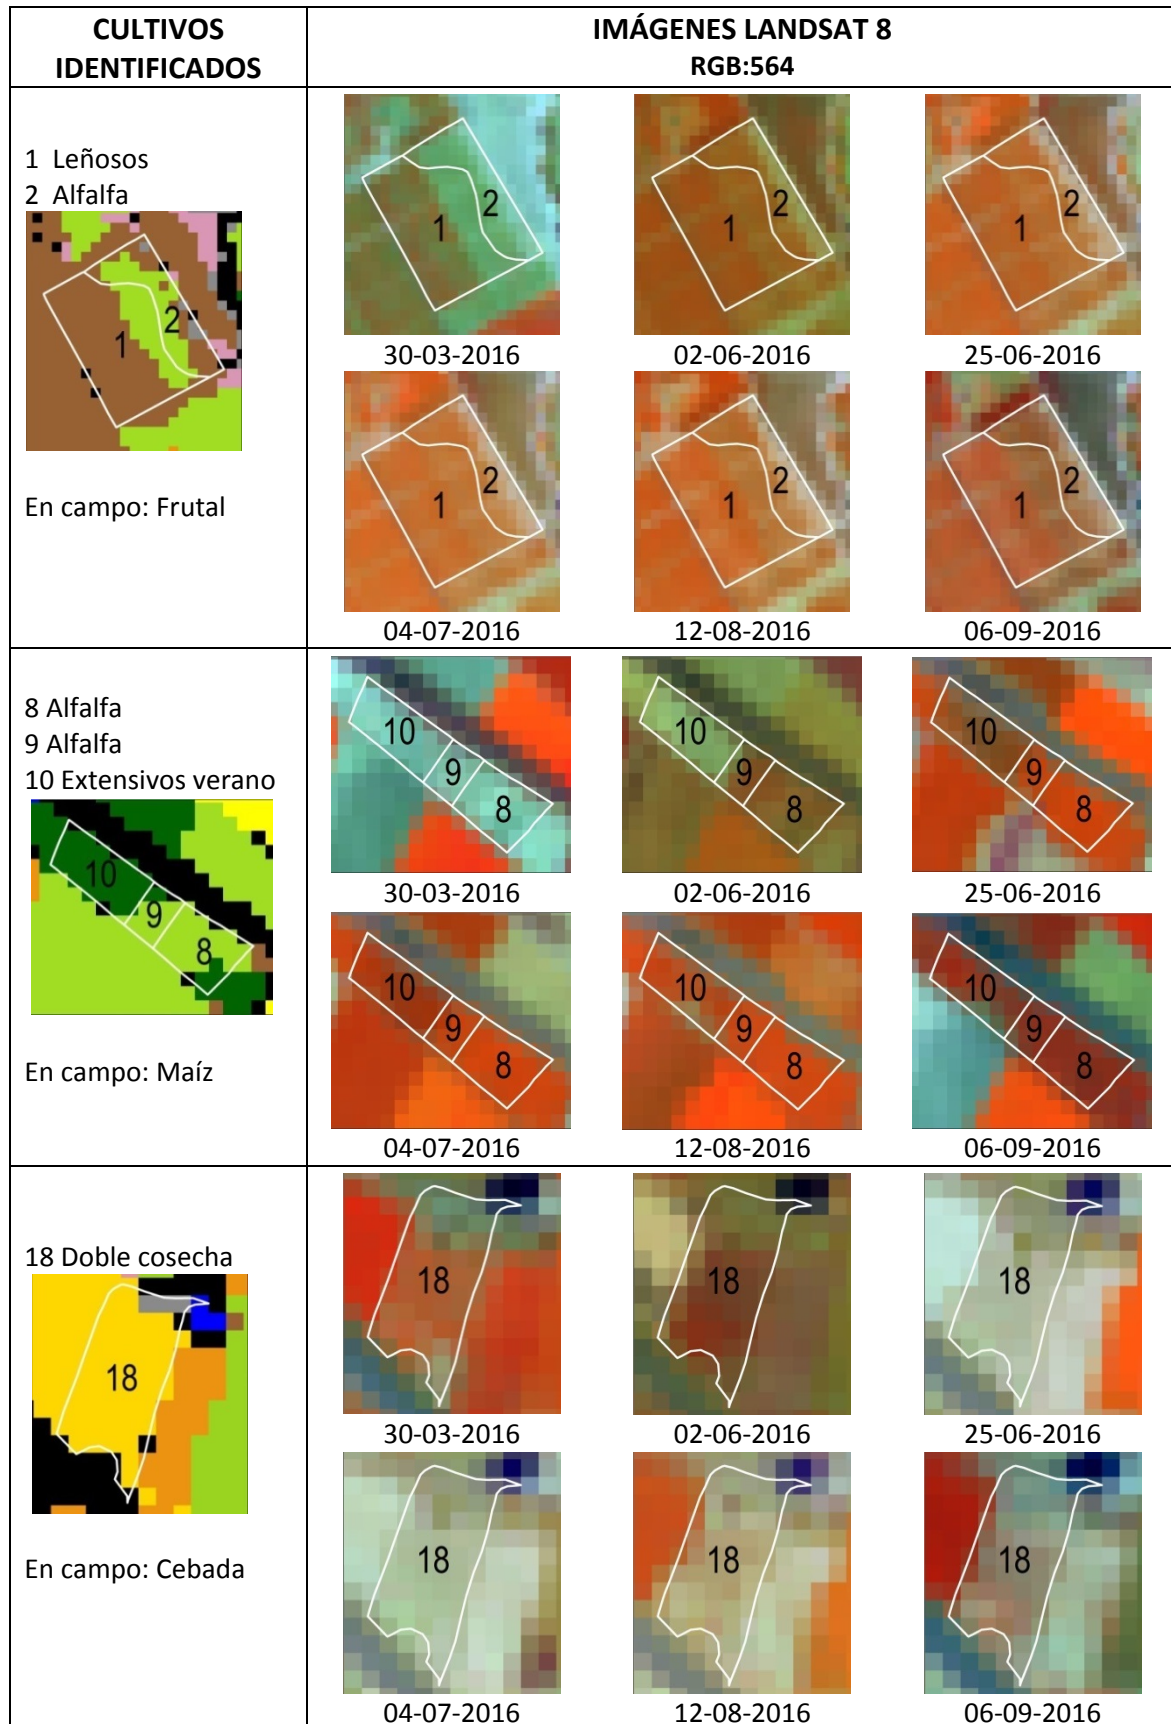 CULTIVOS
IDENTIFICADOS
IMÁGENES LANDSAT 8
RGB:564
1 Leñosos
2 Alfalfa
1
2
En campo: Frutal
1 2
1 2
1 2
30-03-2016 02-06-2016 25-06-2016
1 2
1 2
1 2
04-07-2016 12-08-2016 06-09-2016
8 Alfalfa
9 Alfalfa
10 Extensivos verano
10
9
8
En campo: Maíz
10 9 8
10 9 8
10 9 8
30-03-2016 02-06-2016 25-06-2016
10 9 8
10 9 8
10 9 8
04-07-2016 12-08-2016 06-09-2016
18 Doble cosecha
18
En campo: Cebada
18 18 18
30-03-2016 02-06-2016 25-06-2016
18 18 18
04-07-2016 12-08-2016 06-09-2016